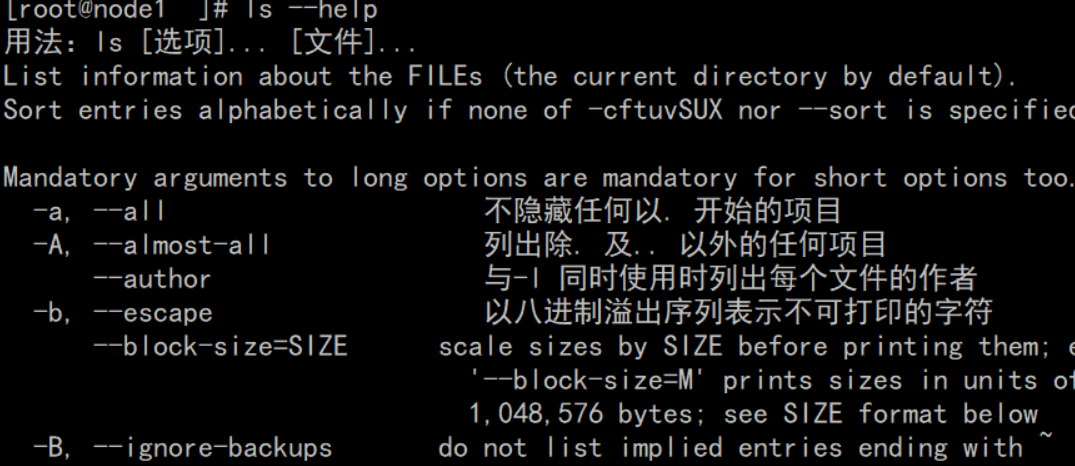 [root@node1 ]# ls --help
用法：ls [选项]... [文件]...
List information about the FILEs (the current directory by default).
Sort entries alphabetically if none of -cftuvSUX nor --sort is specified
Mandatory arguments to long options are mandatory for short options too.
-a, --all 不隐藏任何以. 开始的项目
-A, --almost-all 列出除. 及.. 以外的任何项目
--author 与-l 同时使用时列出每个文件的作者
-b, --escape 以八进制溢出序列表示不可打印的字符
--block-size=SIZE scale sizes by SIZE before printing them; e
'--block-size=M' prints sizes in units of
1,048,576 bytes; see SIZE format below
-B, --ignore-backups do not list implied entries ending with ~